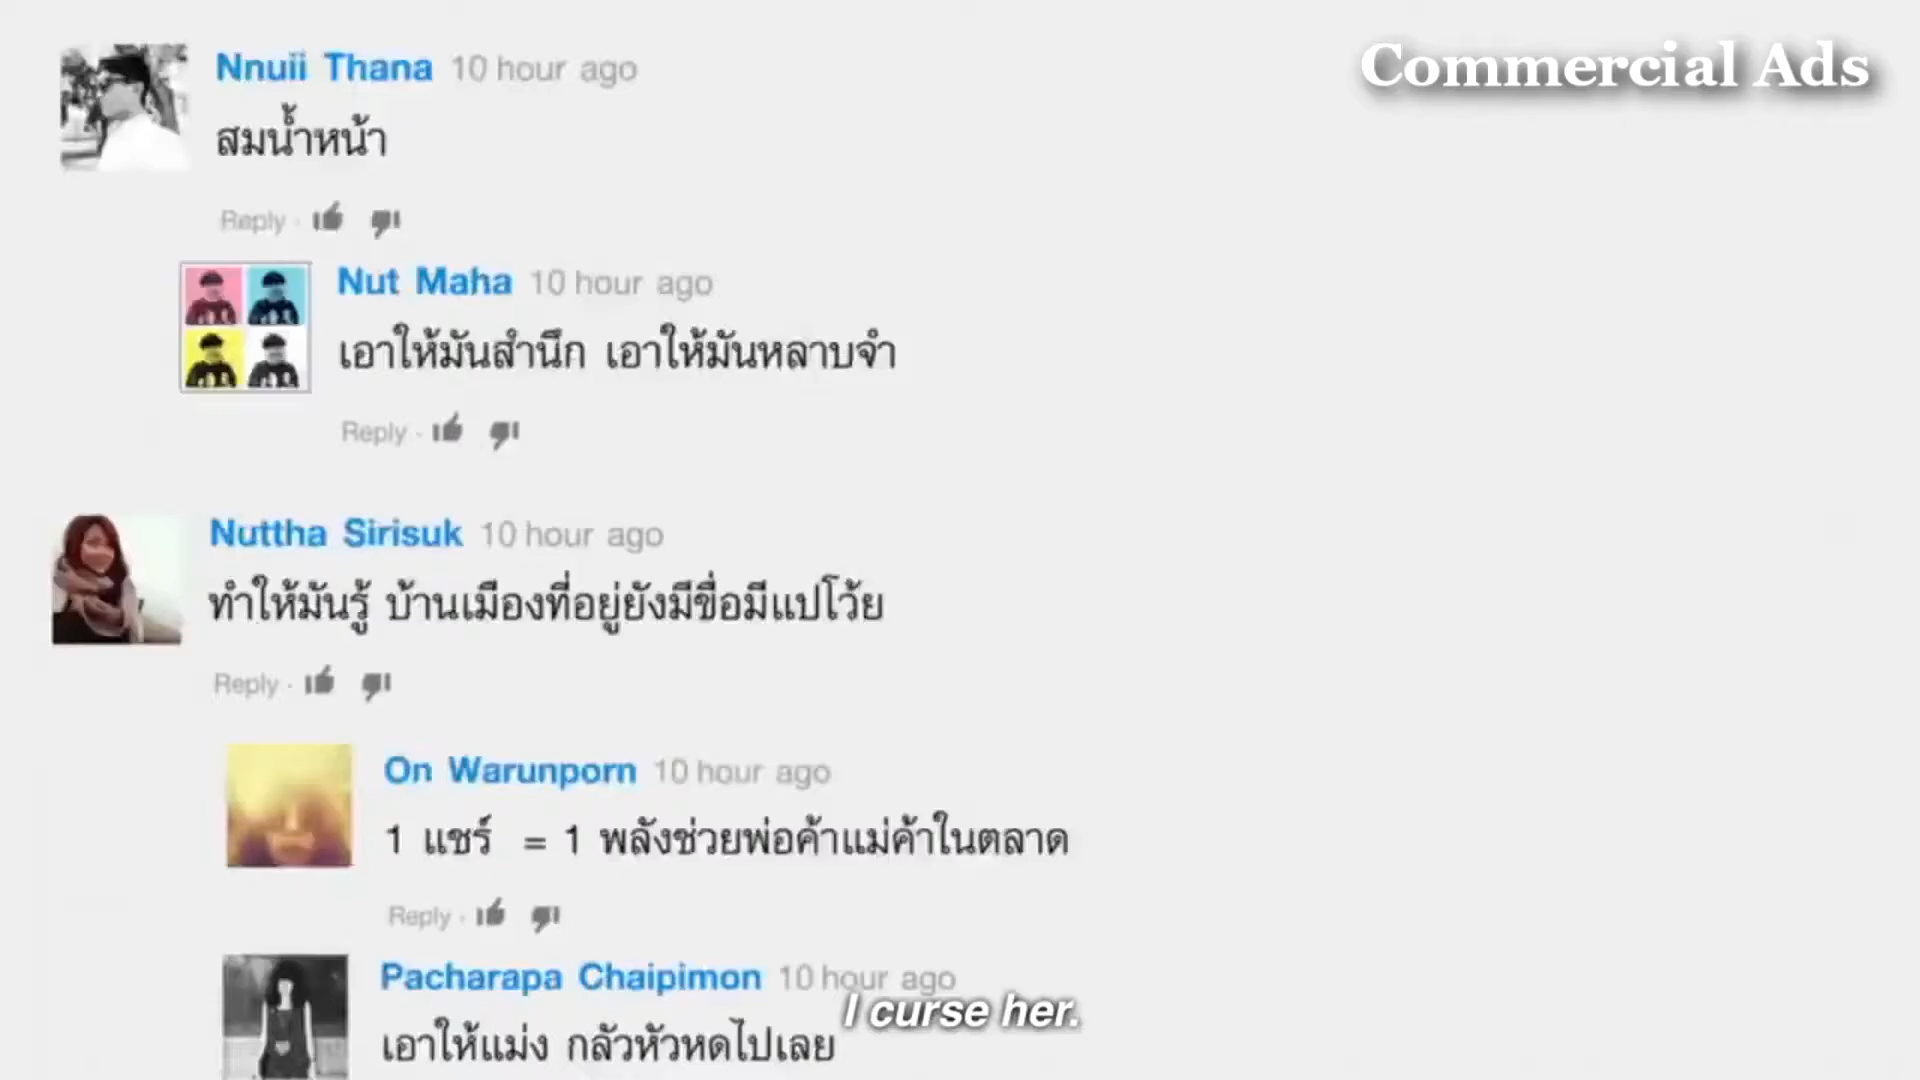 Commercial Ads
Nnuii Thana 10 hour ago
สมน้ำหน้า
Reply ·
Nut Maha 10 hour ago
เอาให้มันสำนึก เอาให้มันหลาบจำ
Reply ·
Nuttha Sirisuk 10 hour ago
ทำให้มันรู้ บ้านเมืองที่อยู่ยังมีขื่อมีแปโว้ย
Reply ·
On Warunporn 10 hour ago
1 แชร์ = 1 พลังช่วยพ่อค้าแม่ค้าในตลาด
Reply ·
Pacharapa Chaipimon 10 hour ago
I curse her.
เอาให้แม่ง กลัวหัวหดไปเลย